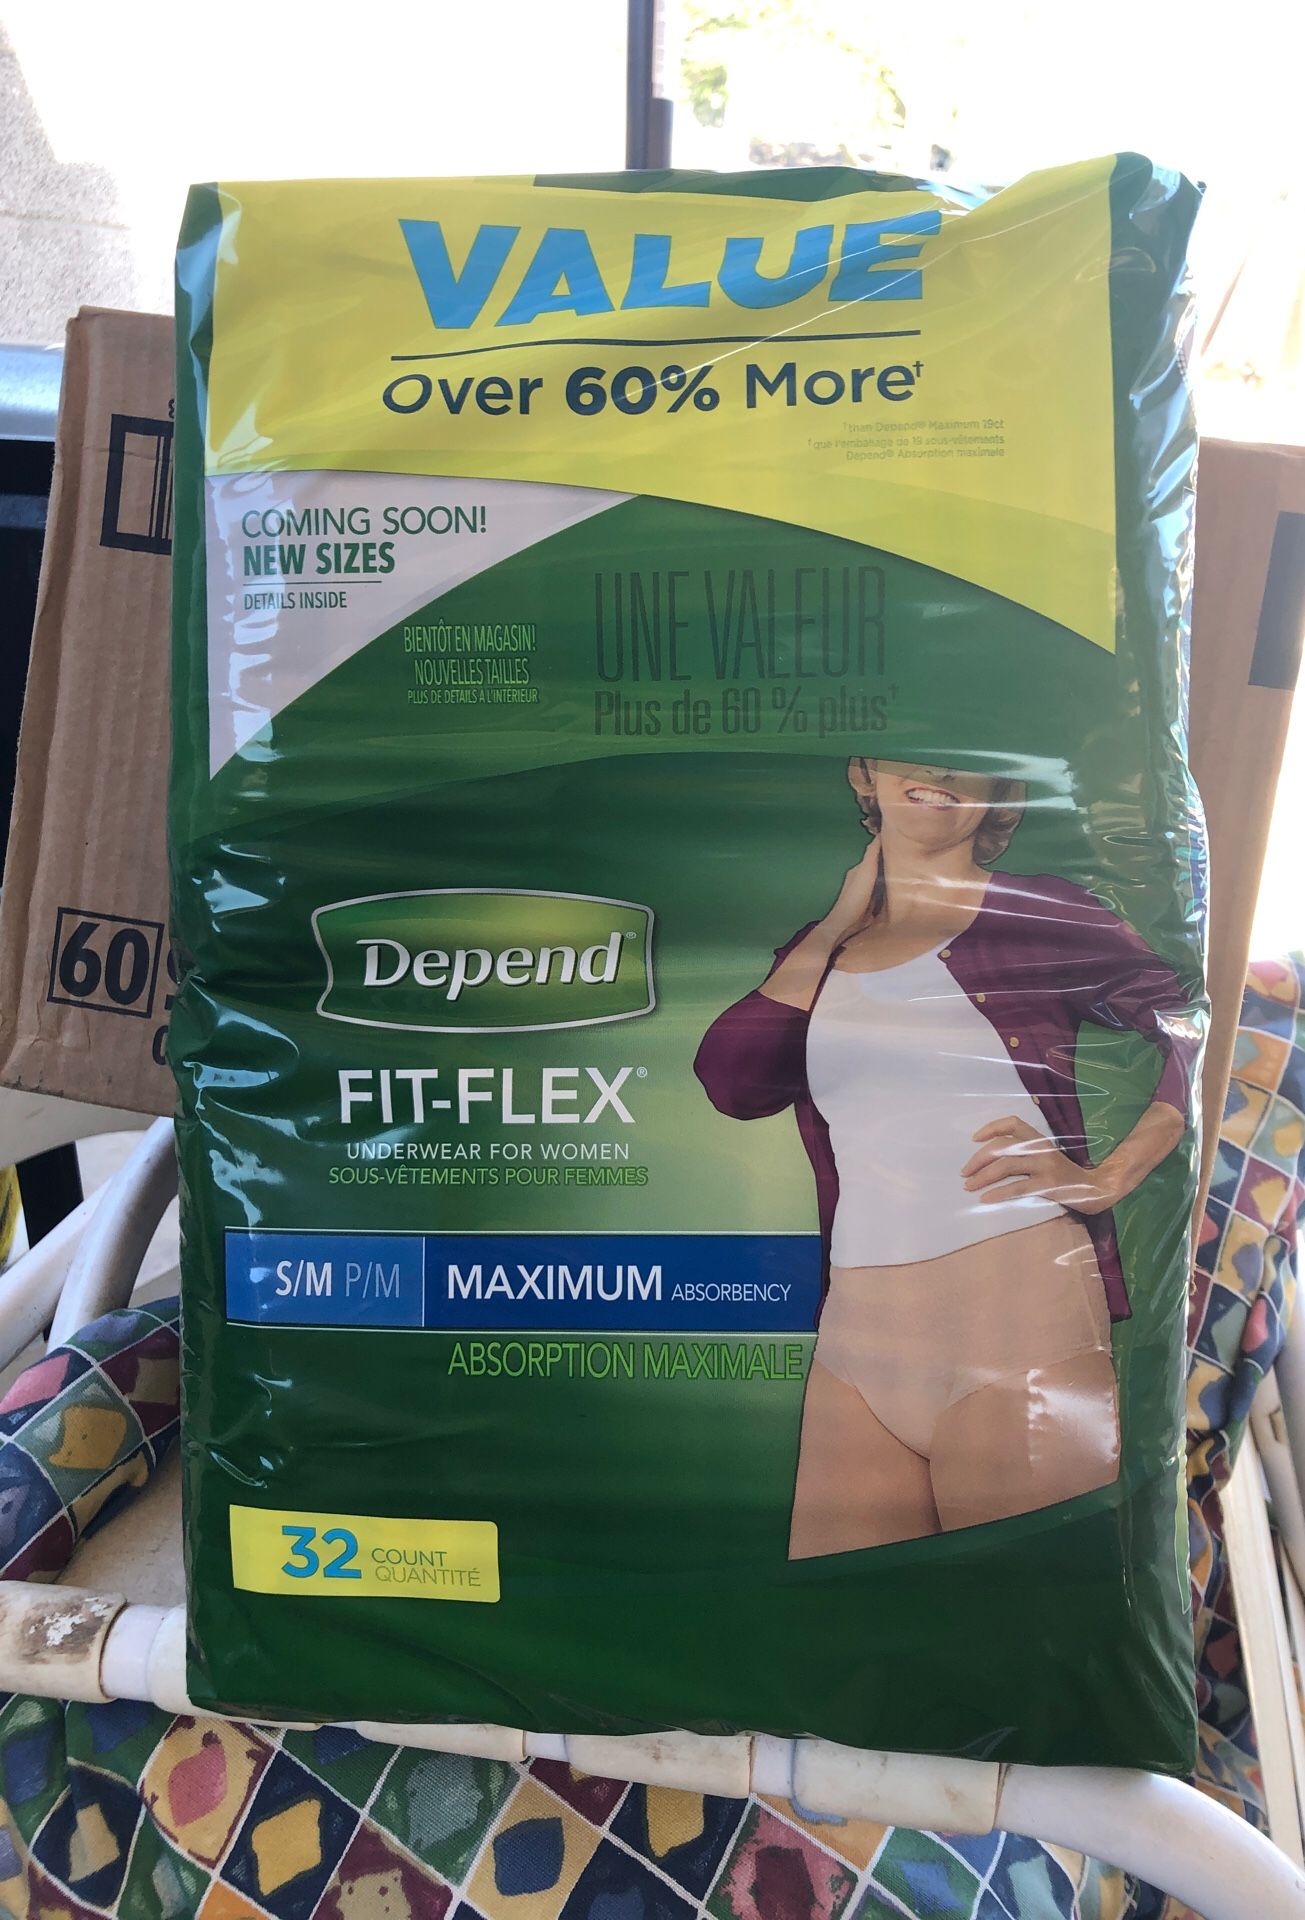 VALUE
Over 60% More†
†than Depend® Maximum 19ct
†que l'emballage de 19 sous-vêtements
Depend® Absorption maximale
COMING SOON!
NEW SIZES
DETAILS INSIDE
BIENTÔT EN MAGASIN!
NOUVELLES TAILLES
PLUS DE DÉTAILS À L'INTÉRIEUR
UNE VALEUR
Plus de 60 % plus†
Depend®
FIT-FLEX®
UNDERWEAR FOR WOMEN
SOUS-VÊTEMENTS POUR FEMMES
S/M P/M MAXIMUM ABSORBENCY
ABSORPTION MAXIMALE
32 COUNT
QUANTITÉ
60